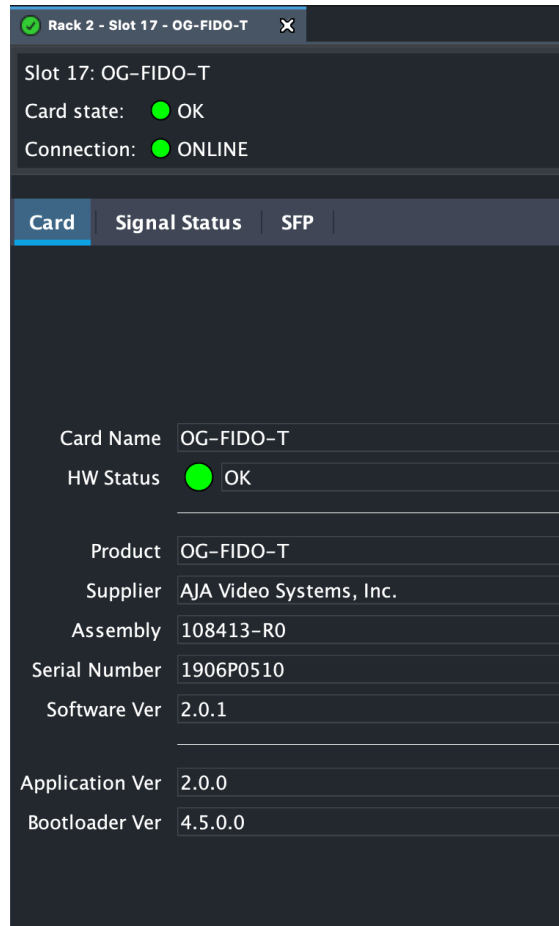 Rack 2 - Slot 17 - OG-FIDO-T
Slot 17: OG-FIDO-T
Card state: OK
Connection: ONLINE
Card Signal Status SFP
Card Name OG-FIDO-T
HW Status OK
Product OG-FIDO-T
Supplier AJA Video Systems, Inc.
Assembly 108413-R0
Serial Number 1906P0510
Software Ver 2.0.1
Application Ver 2.0.0
Bootloader Ver 4.5.0.0